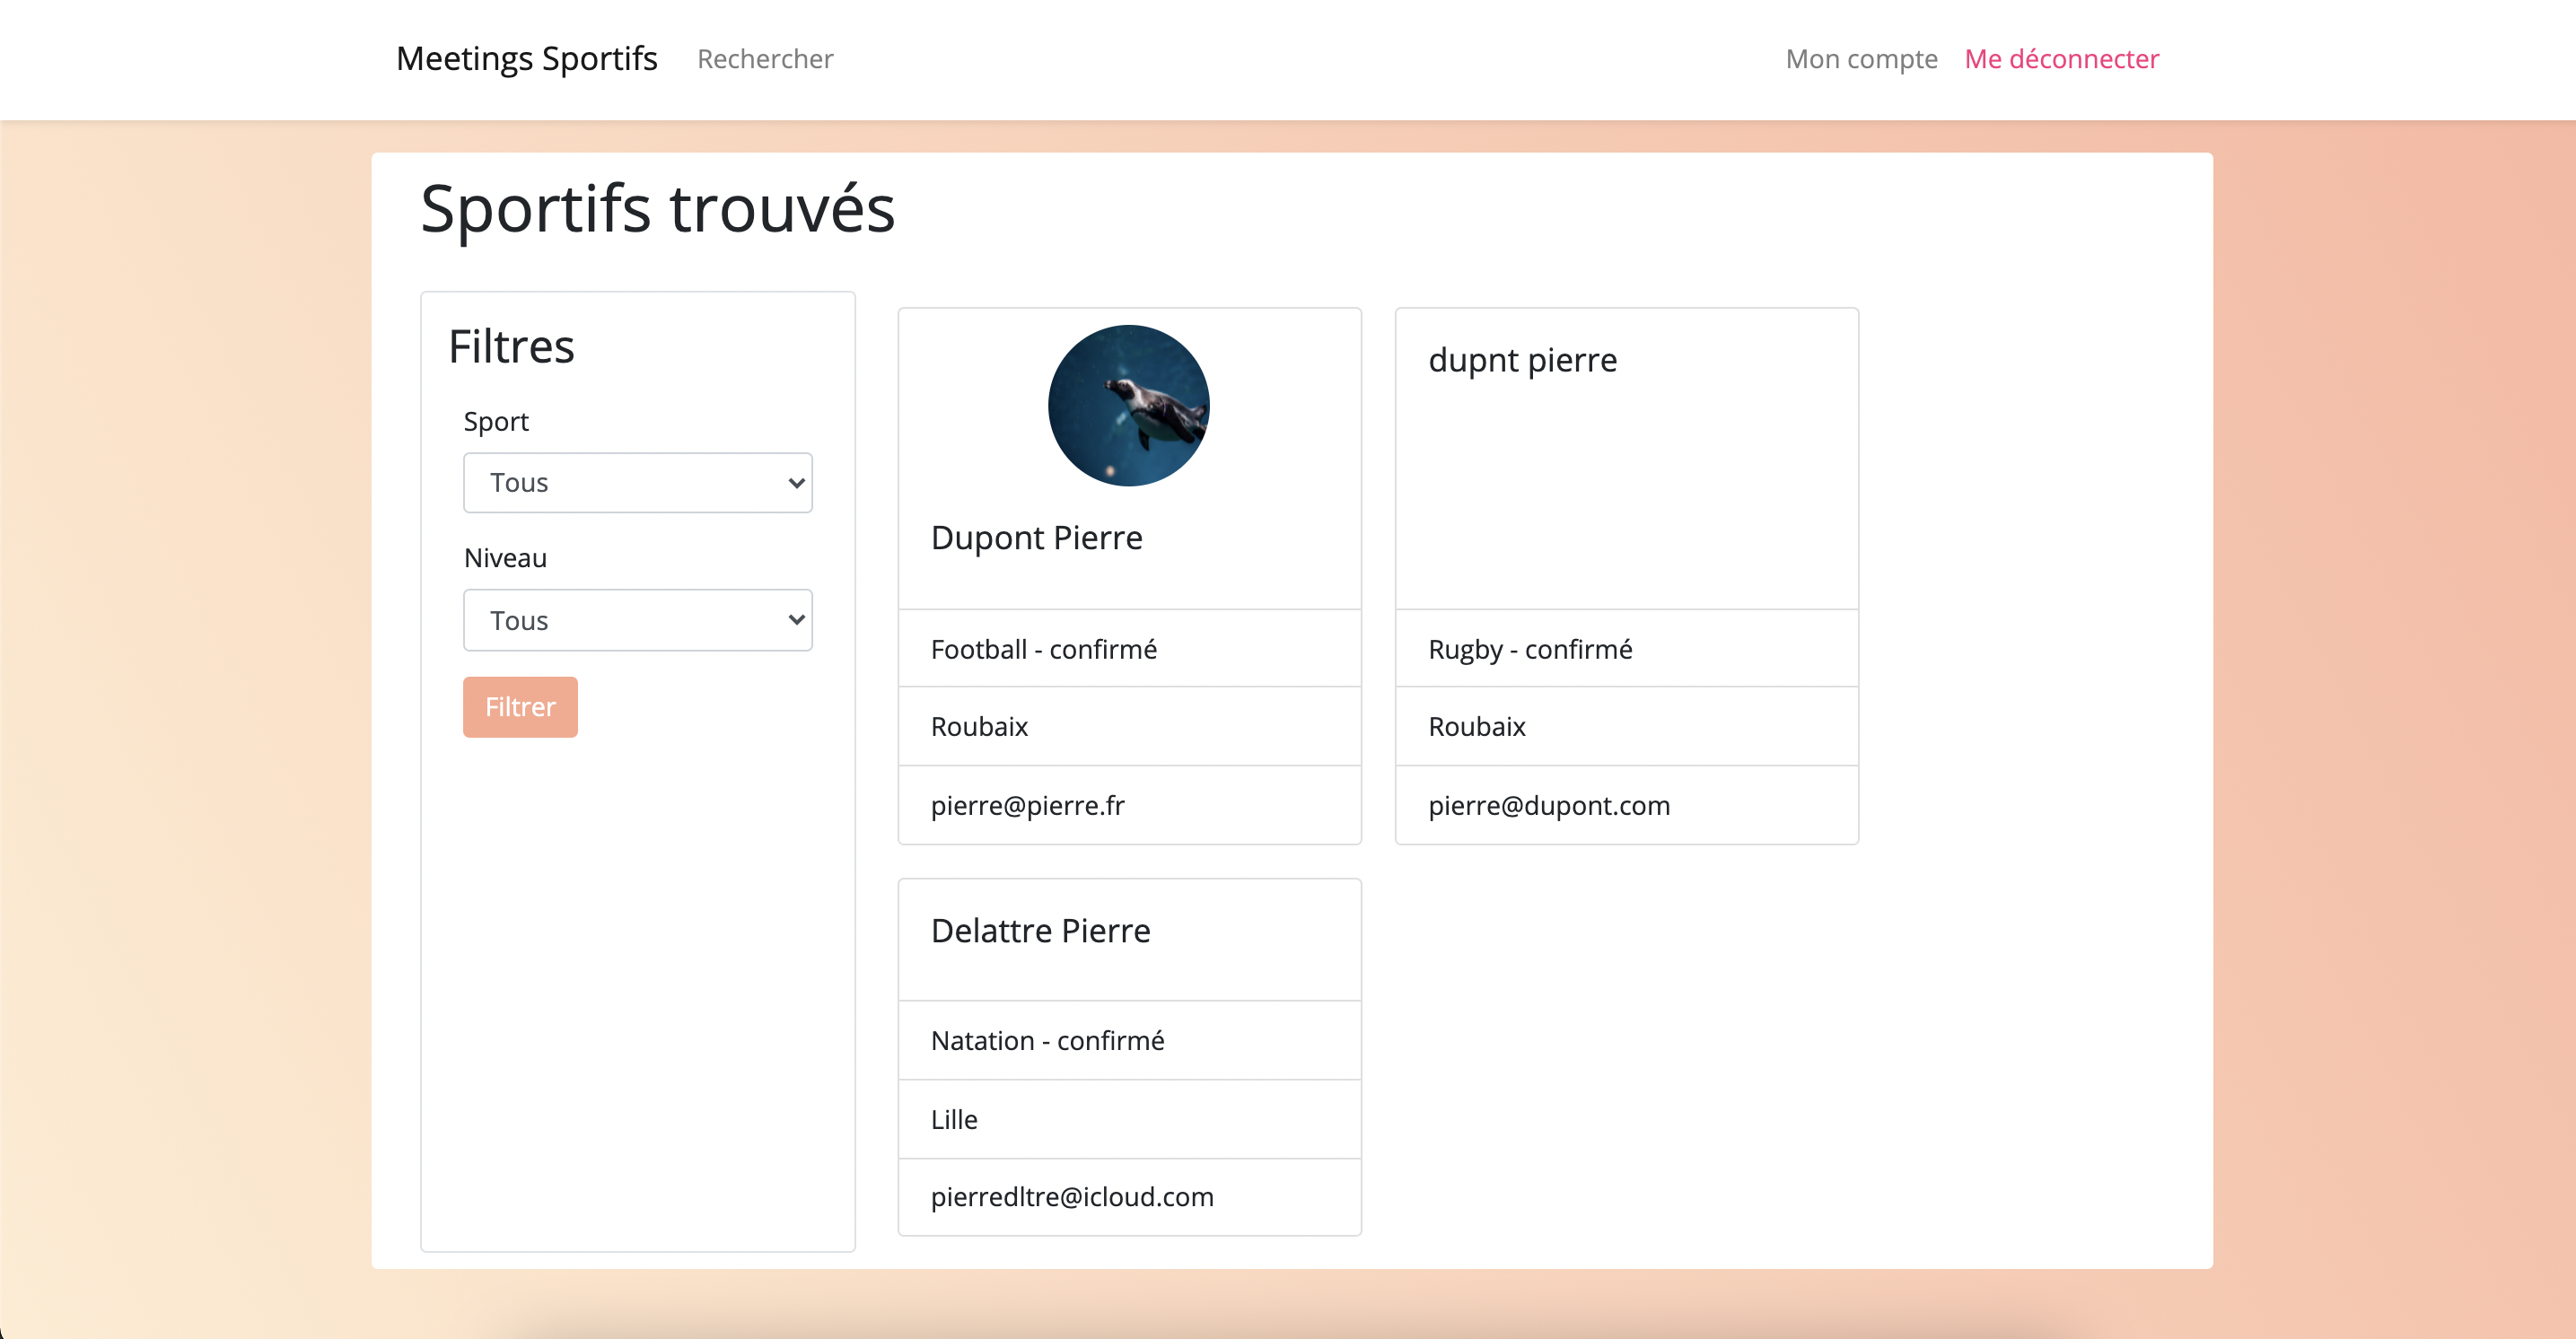 Meetings Sportifs Rechercher Mon compte Me déconnecter
Sportifs trouvés
Filtres
Sport
Tous
Niveau
Tous
Filtrer
Dupont Pierre
Football - confirmé
Roubaix
pierre@pierre.fr
dupnt pierre
Rugby - confirmé
Roubaix
pierre@dupont.com
Delattre Pierre
Natation - confirmé
Lille
pierredltre@icloud.com